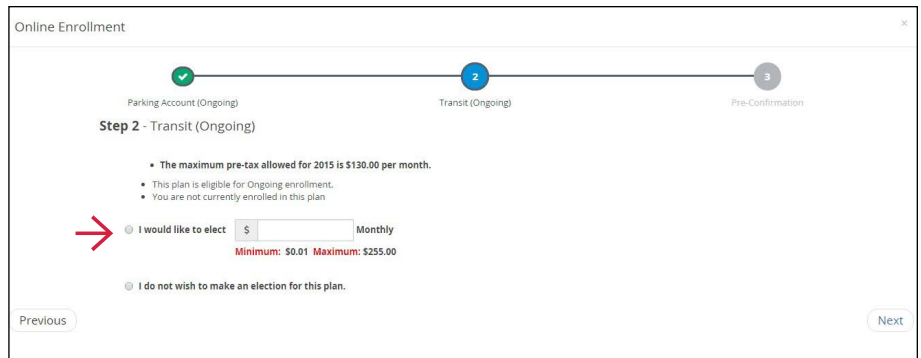 Online Enrollment ×
2 3
Parking Account (Ongoing) Transit (Ongoing) Pre-Confirmation
Step 2 - Transit (Ongoing)
• The maximum pre-tax allowed for 2015 is $130.00 per month.
• This plan is eligible for Ongoing enrollment.
• You are not currently enrolled in this plan
I would like to elect $ Monthly
Minimum: $0.01 Maximum: $255.00
I do not wish to make an election for this plan.
Previous Next